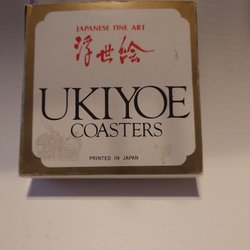 JAPANESE FINE ART
浮世絵
UKIYOE
COASTERS
PRINTED IN JAPAN